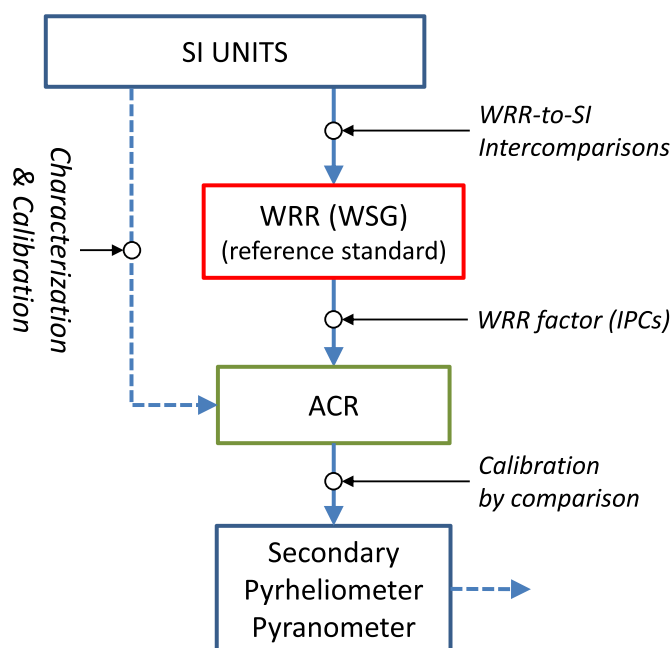 SI UNITS
WRR-to-SI
Intercomparisons
Characterization
& Calibration
WRR (WSG)
(reference standard)
WRR factor (IPCs)
ACR
Calibration
by comparison
Secondary
Pyrheliometer
Pyranometer